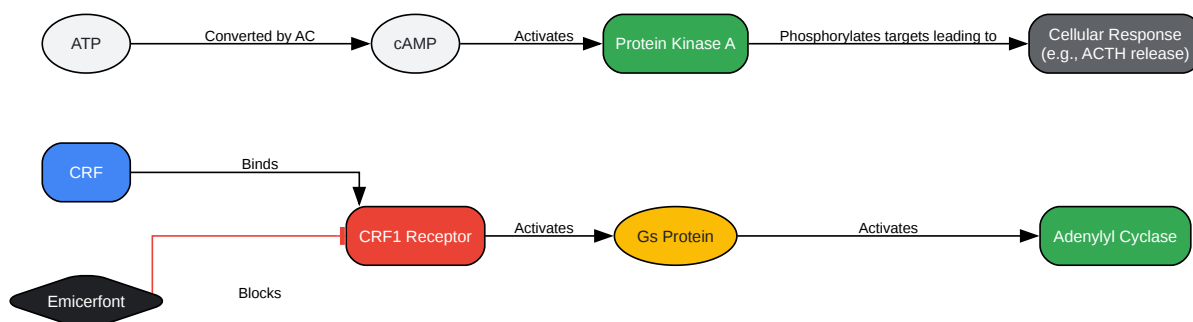 ATP
Converted by AC
cAMP
Activates
Protein Kinase A
Phosphorylates targets leading to
Cellular Response
(e.g., ACTH release)
CRF
Binds
CRF1 Receptor
Activates
Gs Protein
Activates
Adenylyl Cyclase
Emicerfont
Blocks